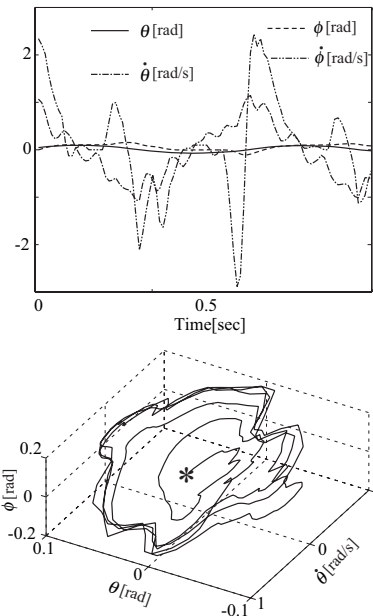 θ [rad]
ϕ [rad]
θ̇ [rad/s]
ϕ̇ [rad/s]
2
0
-2
0
0.5
Time[sec]
0.2
0
-0.2
ϕ [rad]
0.1
0
-0.1
θ [rad]
1
0
θ̇ [rad/s]
*